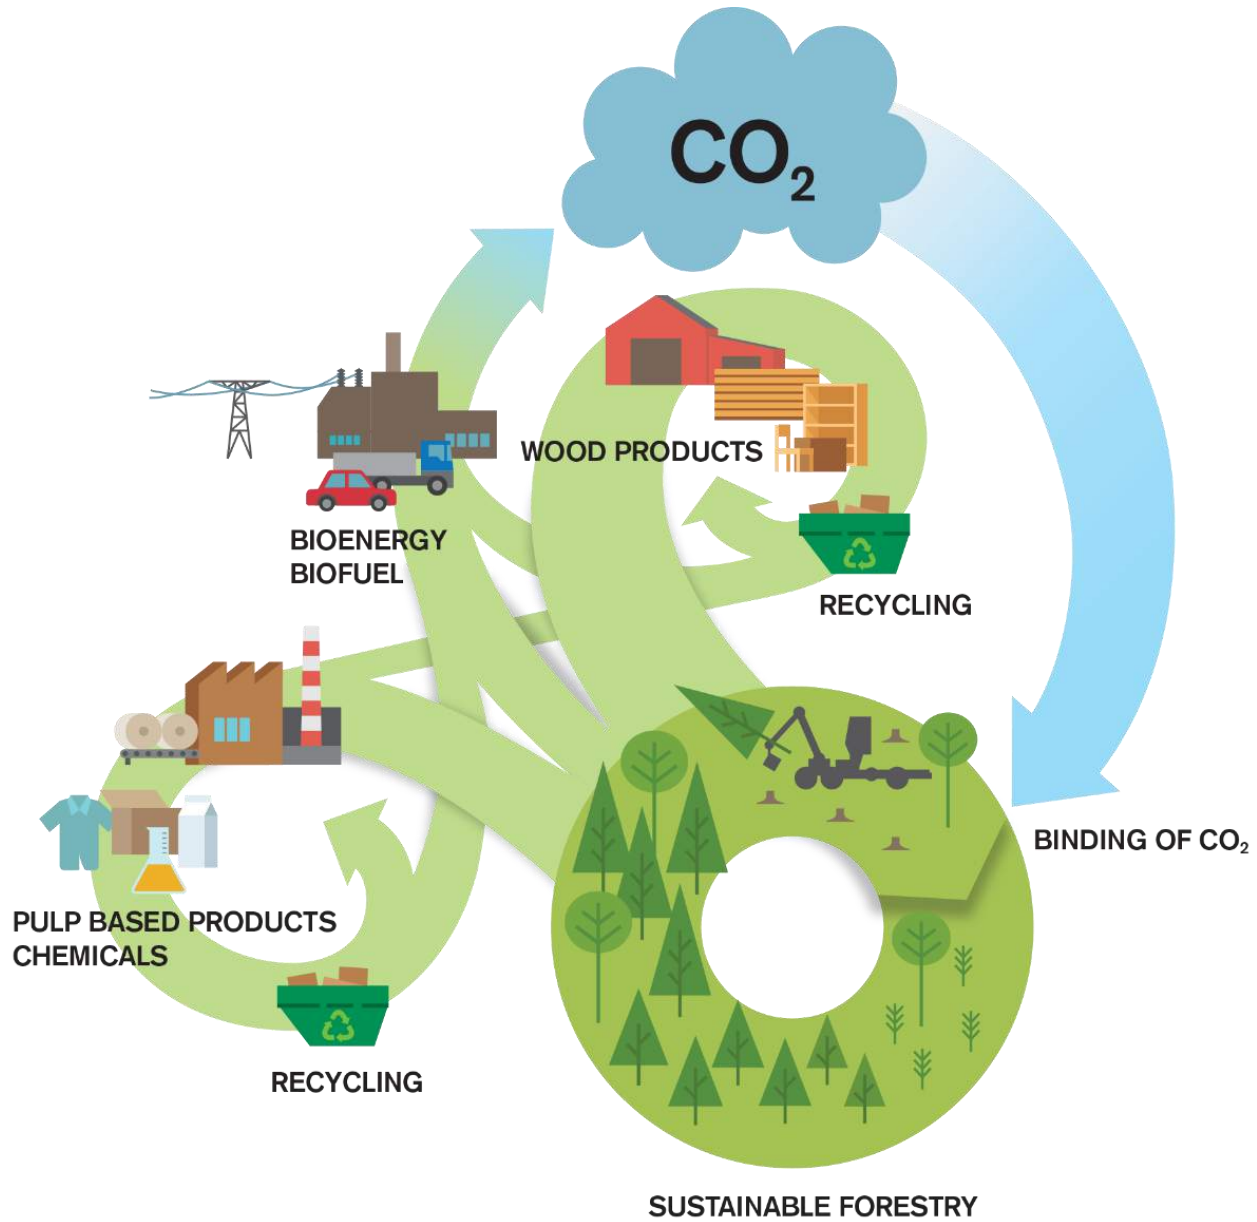 CO₂
WOOD PRODUCTS
BIOENERGY
BIOFUEL
RECYCLING
BINDING OF CO₂
PULP BASED PRODUCTS
CHEMICALS
RECYCLING
SUSTAINABLE FORESTRY